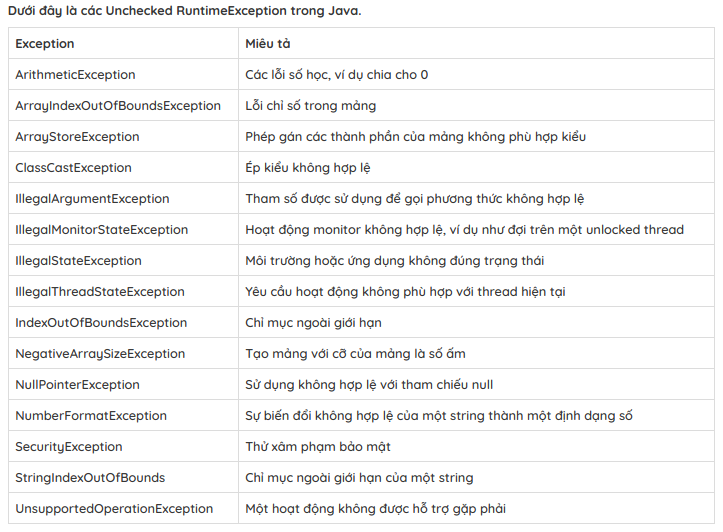 Dưới đây là các Unchecked RuntimeException trong Java.
Exception Miêu tả
ArithmeticException Các lỗi số học, ví dụ chia cho 0
ArrayIndexOutOfBoundsException Lỗi chỉ số trong mảng
ArrayStoreException Phép gán các thành phần của mảng không phù hợp kiểu
ClassCastException Ép kiểu không hợp lệ
IllegalArgumentException Tham số được sử dụng để gọi phương thức không hợp lệ
IllegalMonitorStateException Hoạt động monitor không hợp lệ, ví dụ như đợi trên một unlocked thread
IllegalStateException Môi trường hoặc ứng dụng không đúng trạng thái
IllegalThreadStateException Yêu cầu hoạt động không phù hợp với thread hiện tại
IndexOutOfBoundsException Chỉ mục ngoài giới hạn
NegativeArraySizeException Tạo mảng với cỡ của mảng là số ấm
NullPointerException Sử dụng không hợp lệ với tham chiếu null
NumberFormatException Sự biến đổi không hợp lệ của một string thành một định dạng số
SecurityException Thử xâm phạm bảo mật
StringIndexOutOfBounds Chỉ mục ngoài giới hạn của một string
UnsupportedOperationException Một hoạt động không được hỗ trợ gặp phải